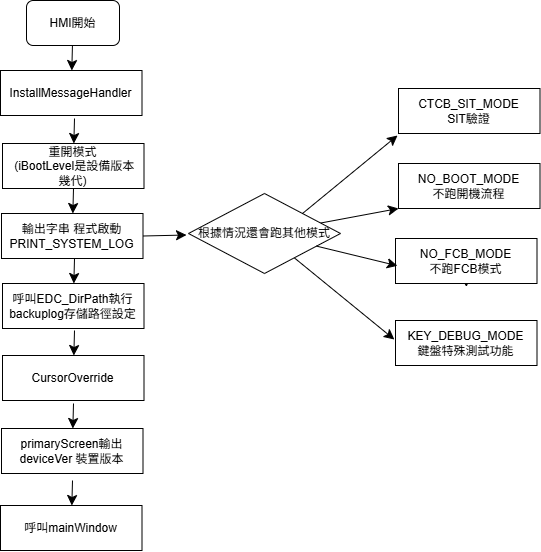 HMI開始
InstallMessageHandler
重開模式
(iBootLevel是設備版本
幾代)
輸出字串 程式啟動
PRINT_SYSTEM_LOG
呼叫EDC_DirPath執行
backuplog存儲路徑設定
CursorOverride
primaryScreen輸出
deviceVer 裝置版本
呼叫mainWindow
根據情況還會跑其他模式
CTCB_SIT_MODE
SIT驗證
NO_BOOT_MODE
不跑開機流程
NO_FCB_MODE
不跑FCB模式
KEY_DEBUG_MODE
鍵盤特殊測試功能